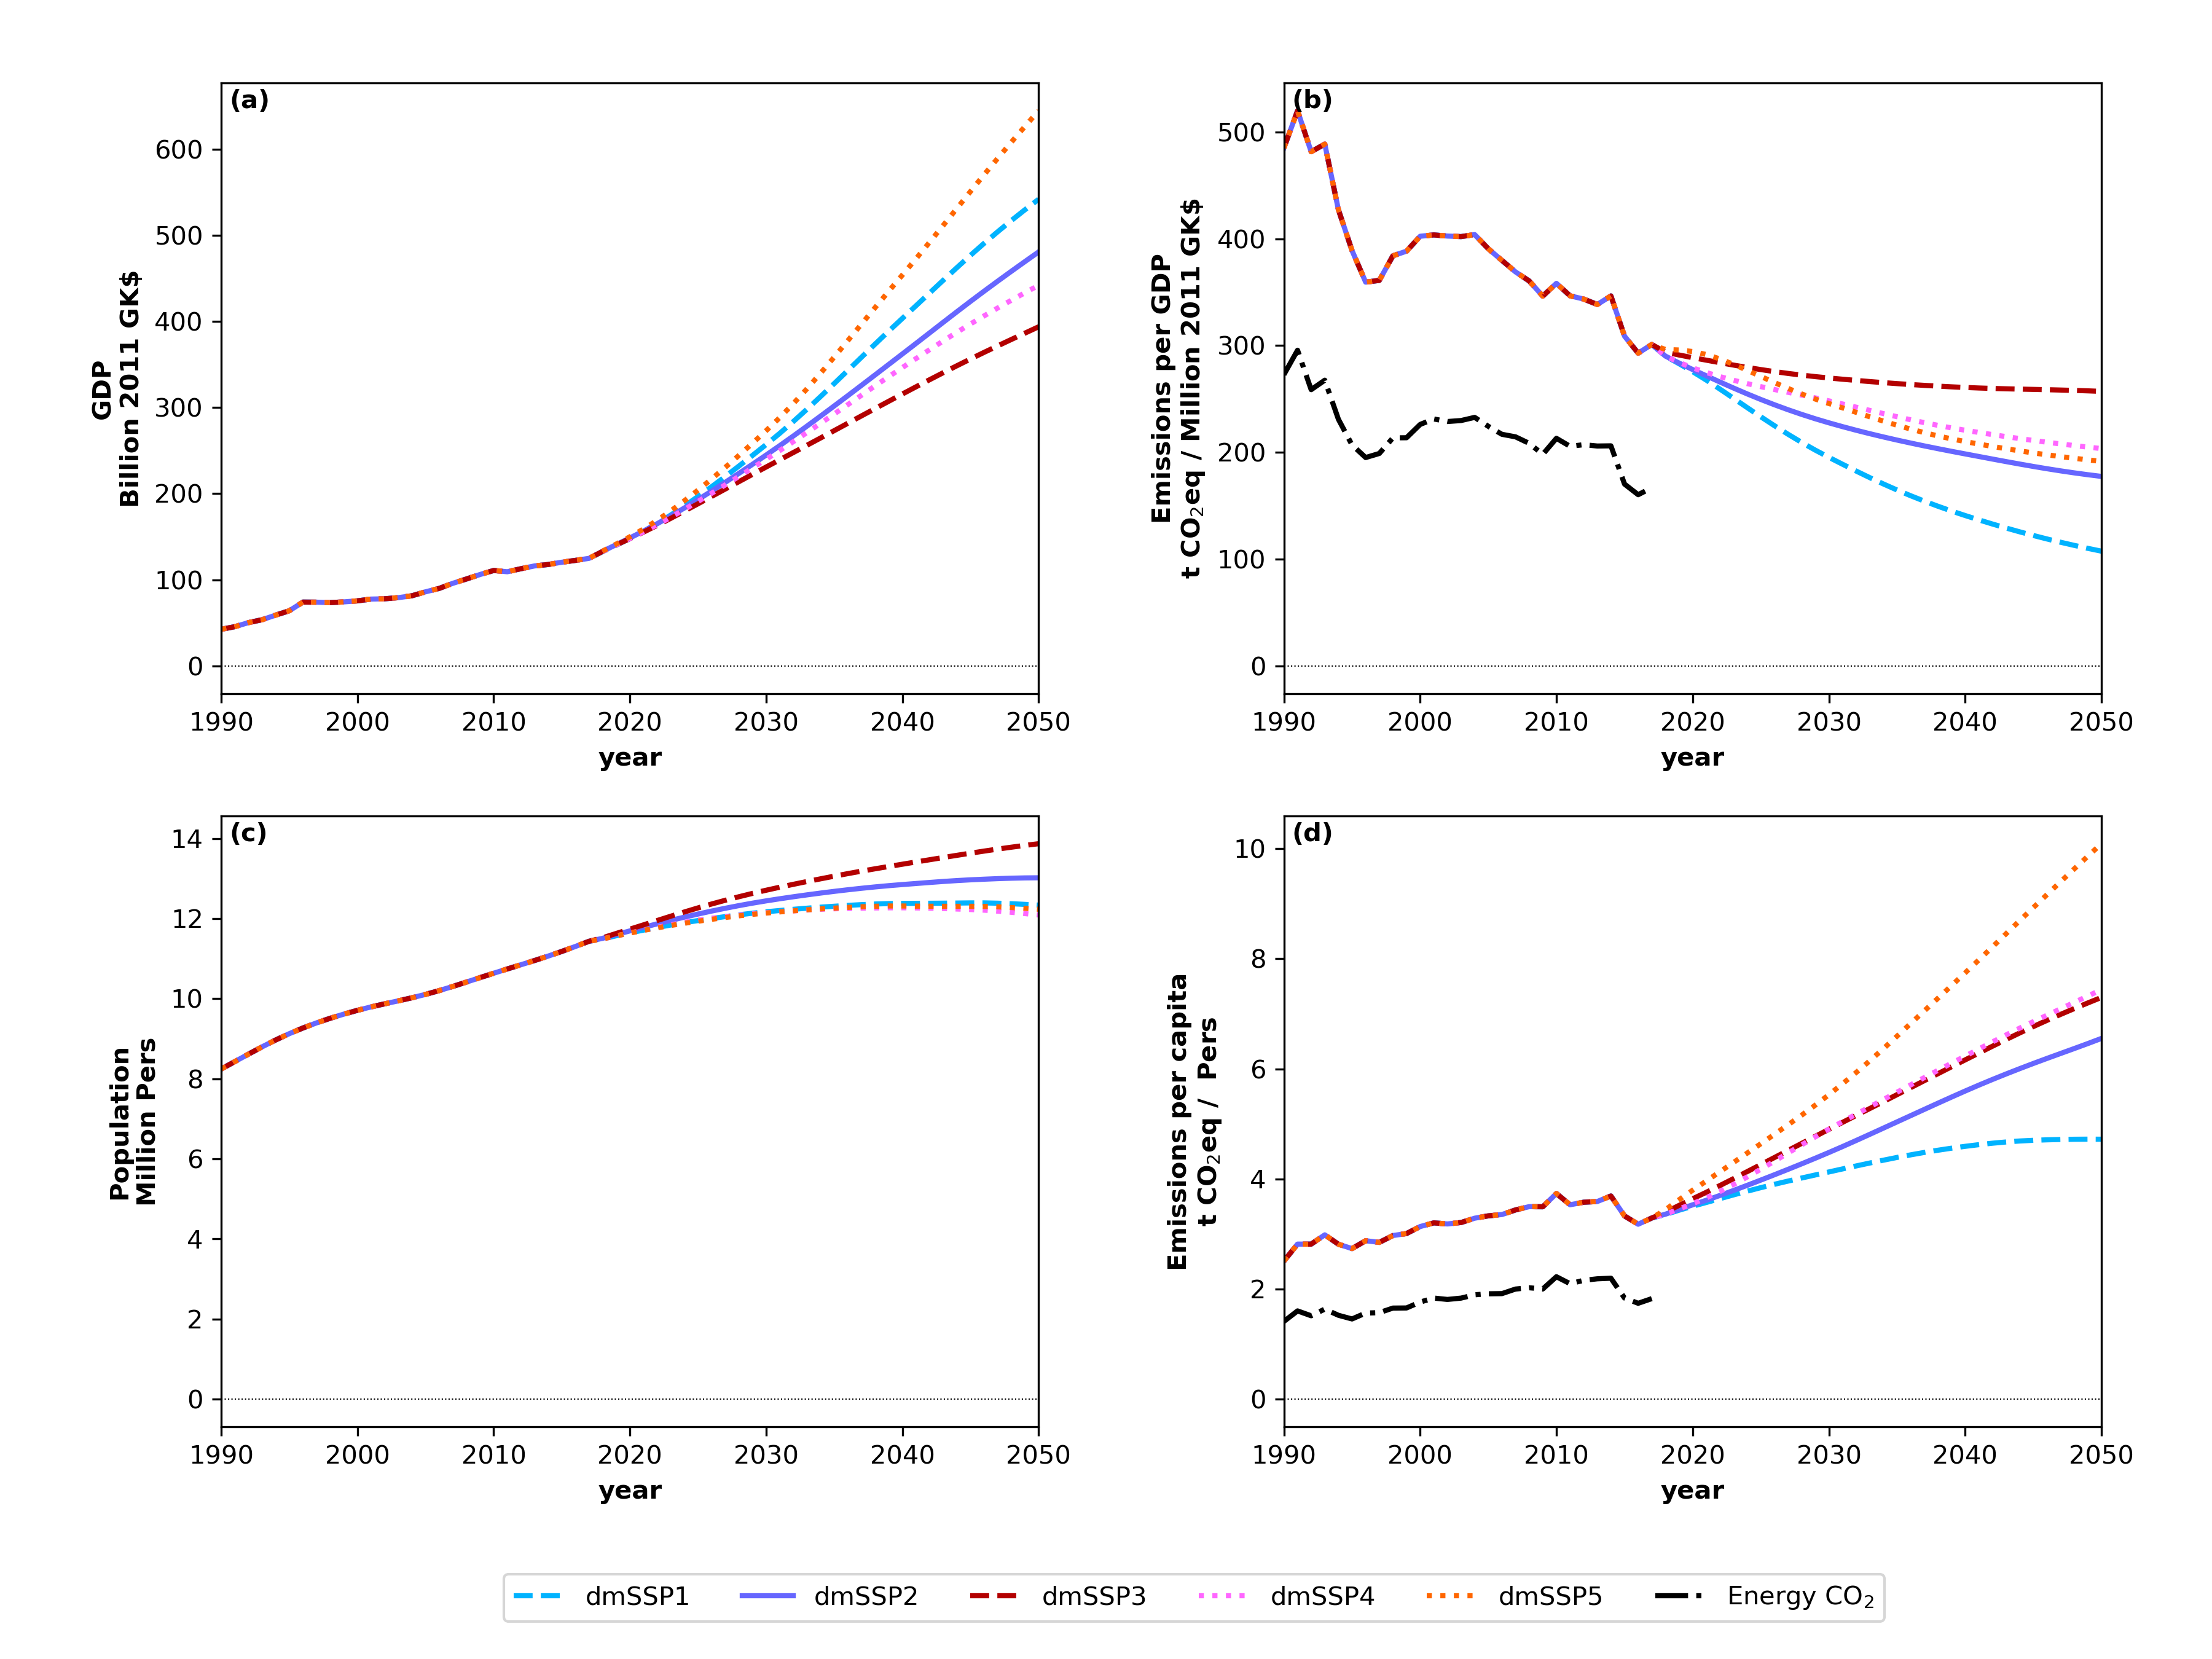 (a)
600
500
400
300
200
100
0
GDP
Billion 2011 GK$
1990 2000 2010 2020 2030 2040 2050
year
(b)
500
400
300
200
100
0
Emissions per GDP
t CO₂eq / Million 2011 GK$
1990 2000 2010 2020 2030 2040 2050
year
(c)
14
12
10
8
6
4
2
0
Population
Million Pers
1990 2000 2010 2020 2030 2040 2050
year
(d)
10
8
6
4
2
0
Emissions per capita
t CO₂eq / Pers
1990 2000 2010 2020 2030 2040 2050
year
dmSSP1 dmSSP2 dmSSP3 dmSSP4 dmSSP5 Energy CO₂